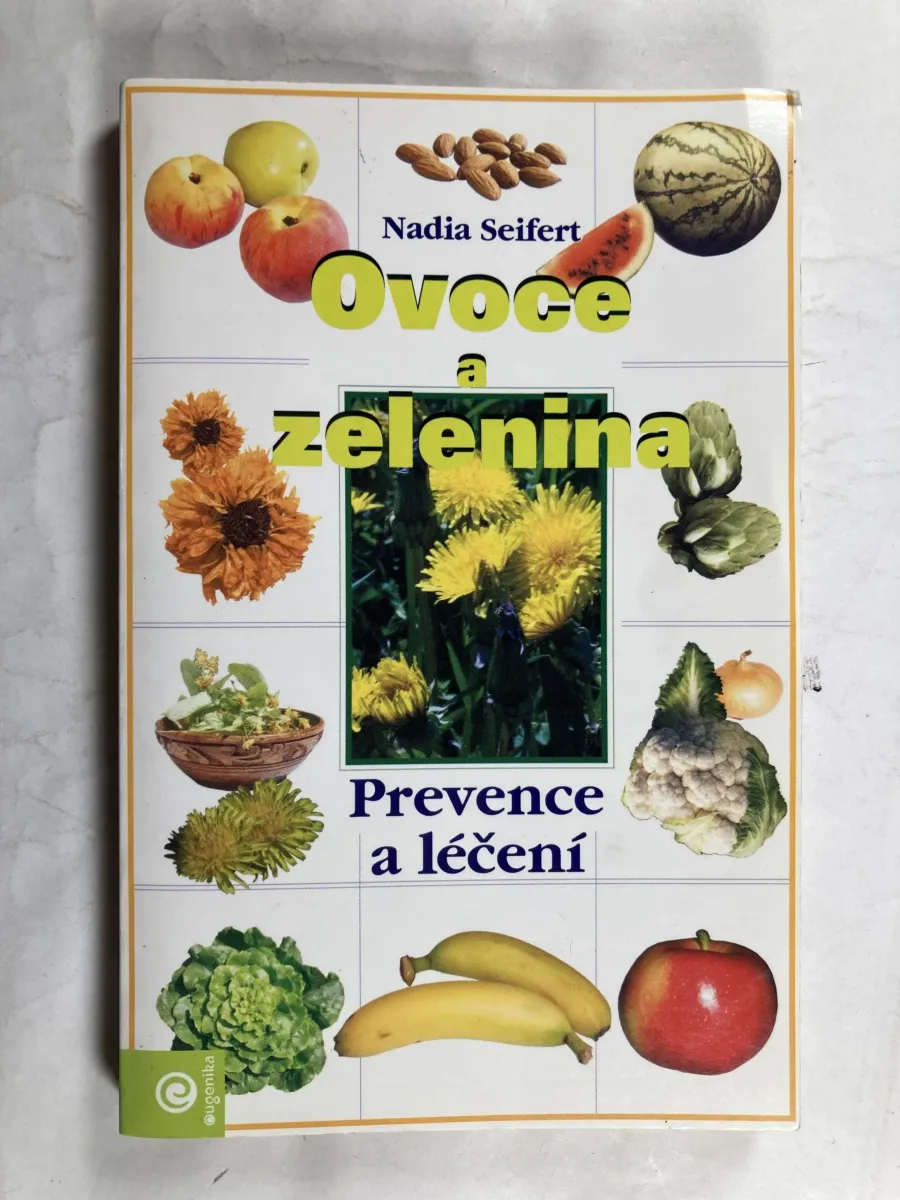 Nadia Seifert
Ovoce
a
zelenina
Prevence
a léčení
eugenika